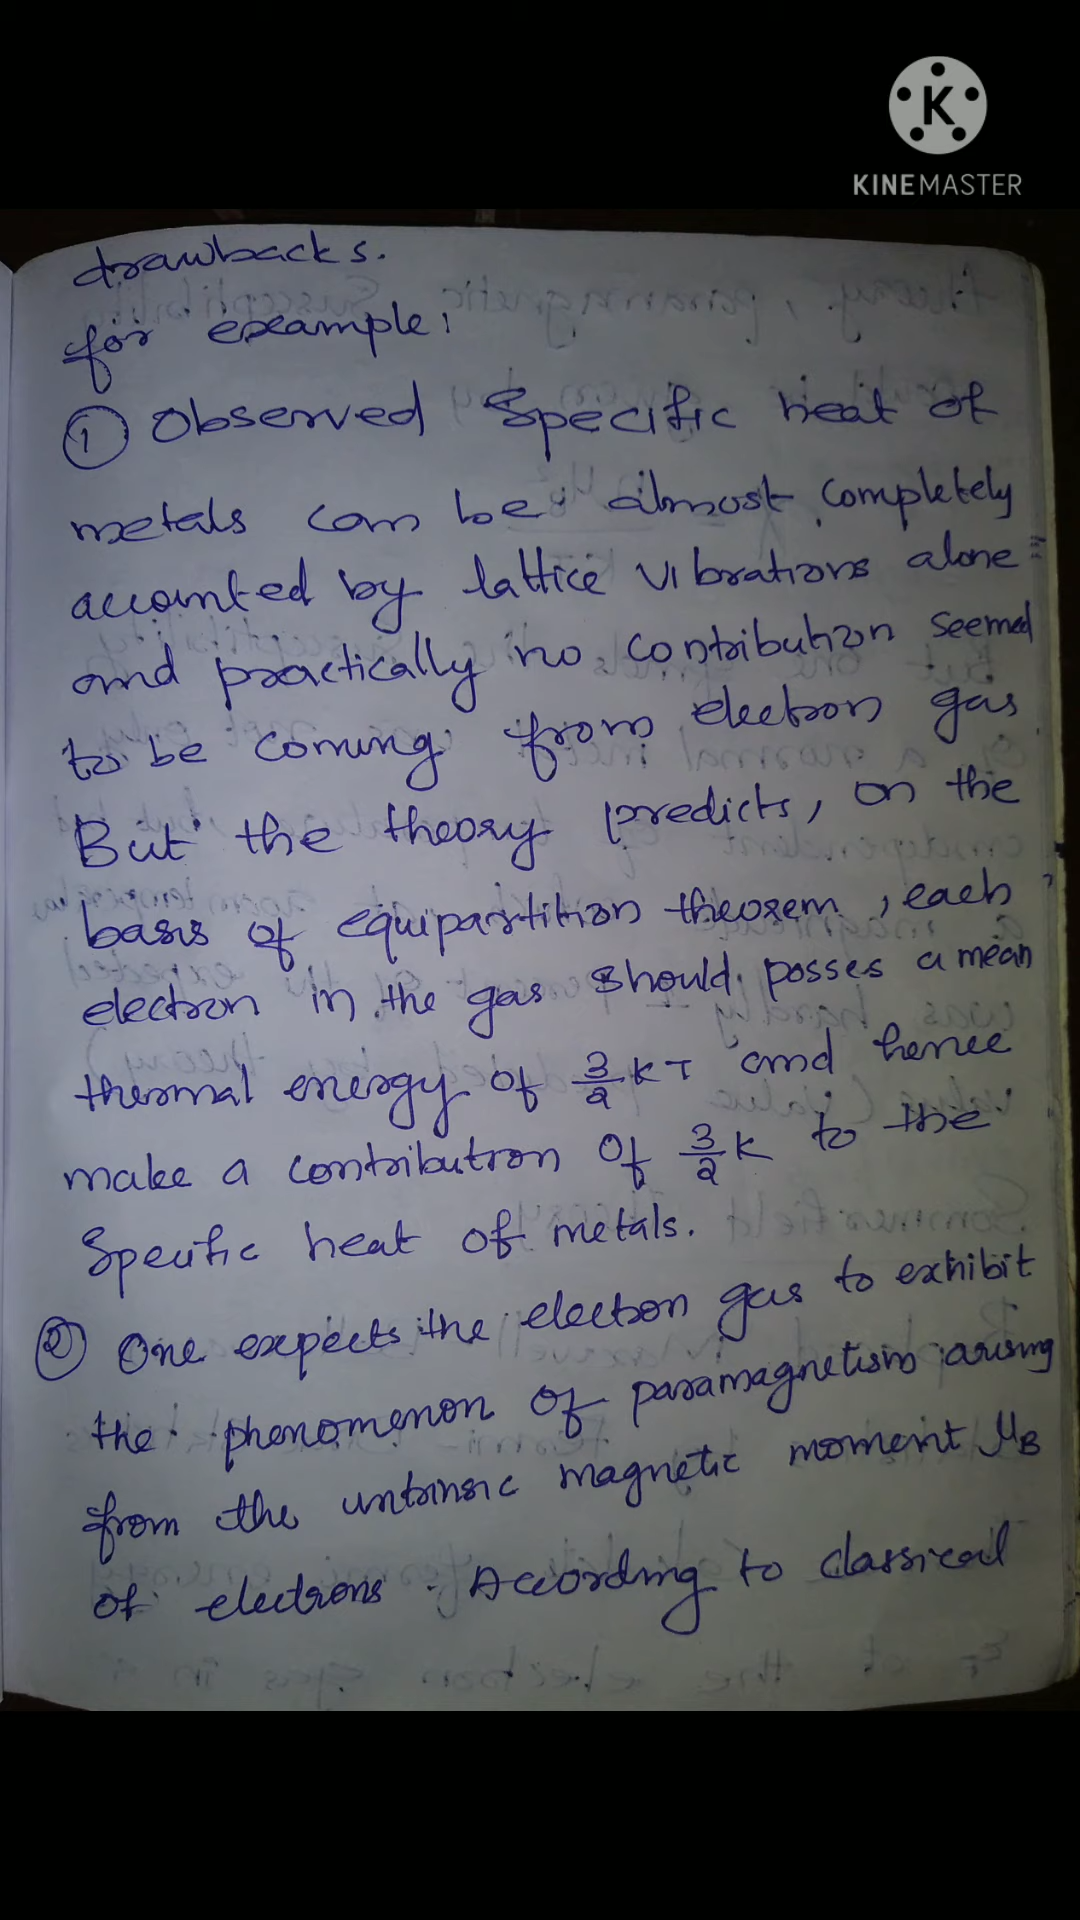 K
KINEMASTER
drawbacks.
for example:
① Observed Specific heat of
metals can be almost completely
accounted by lattice vibrations alone
and practically no contribution seemed
to be coming from electron gas
But the theory predicts, on the
basis of equipartition theorem, each
electron in the gas should posses a mean
thermal energy of 3/2 KT and hence
make a contribution of 3/2 K to the
Specific heat of metals.
② One expects the electron gas to exhibit
the phenomenon of paramagnetism arising
from the intrinsic magnetic moment μB
of electrons. According to classical